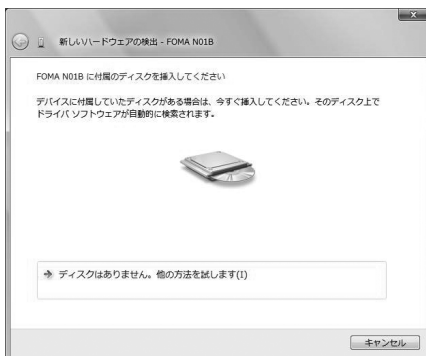 新しいハードウェアの検出 - FOMA N01B
FOMA N01B に付属のディスクを挿入してください
デバイスに付属していたディスクがある場合は、今すぐ挿入してください。そのディスク上で
ドライバ ソフトウェアが自動的に検索されます。
ディスクはありません。他の方法を試します(I)
キャンセル